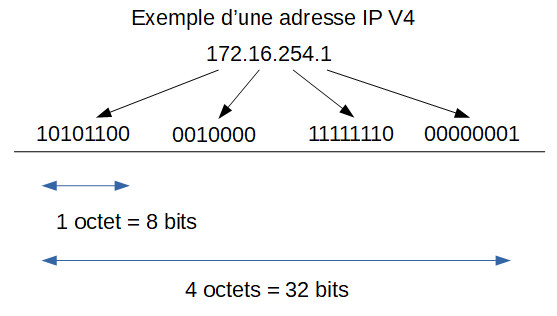 Exemple d’une adresse IP V4
172.16.254.1
10101100 0010000 11111110 00000001
1 octet = 8 bits
4 octets = 32 bits